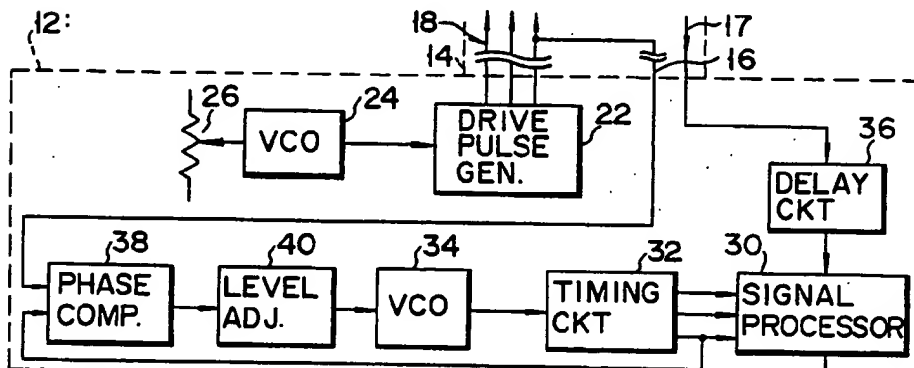 12:
18
14
17
16
26
24
VCO
DRIVE
PULSE
GEN.
22
36
DELAY
CKT
38
PHASE
COMP.
40
LEVEL
ADJ.
34
VCO
32
TIMING
CKT
30
SIGNAL
PROCESSOR